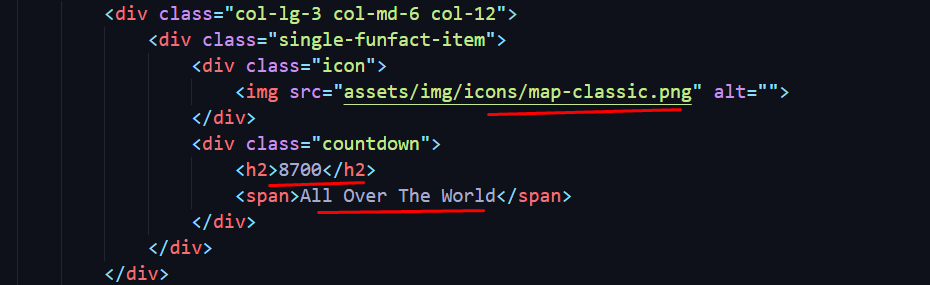 <div class="col-lg-3 col-md-6 col-12">
<div class="single-funfact-item">
<div class="icon">
<img src="assets/img/icons/map-classic.png" alt="">
</div>
<div class="countdown">
<h2>8700</h2>
<span>All Over The World</span>
</div>
</div>
</div>